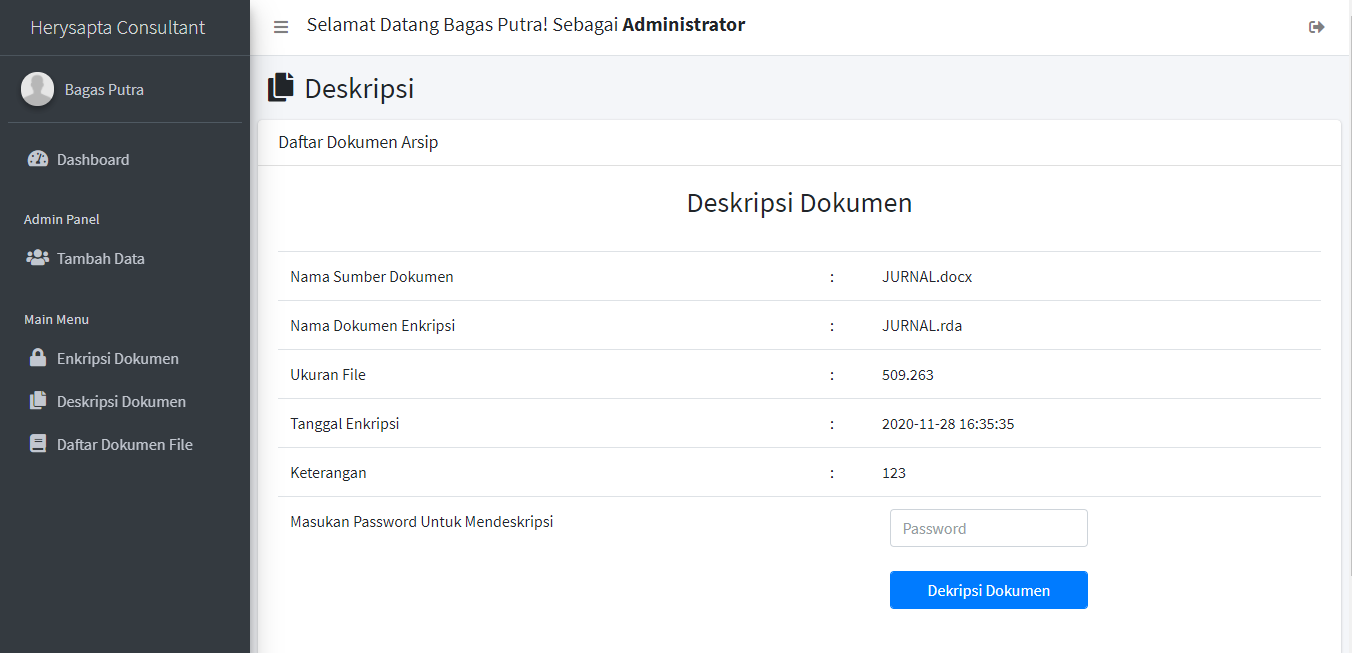 Herysapta Consultant
Selamat Datang Bagas Putra! Sebagai Administrator
Bagas Putra
Dashboard
Admin Panel
Tambah Data
Main Menu
Enkripsi Dokumen
Deskripsi Dokumen
Daftar Dokumen File
Deskripsi
Daftar Dokumen Arsip
Deskripsi Dokumen
Nama Sumber Dokumen : JURNAL.docx
Nama Dokumen Enkripsi : JURNAL.rda
Ukuran File : 509.263
Tanggal Enkripsi : 2020-11-28 16:35:35
Keterangan : 123
Masukan Password Untuk Mendeskripsi Password
Dekripsi Dokumen